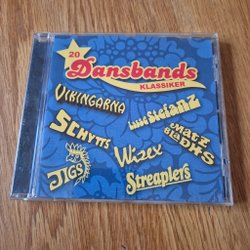 20
Dansbands
KLASSIKER
VIKINGARNA
Lasse Stefanz
SCHYTTS
MATZ
BLADHS
JIGS
Wizex
Streaplers